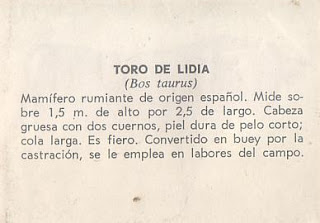 TORO DE LIDIA
(Bos taurus)
Mamífero rumiante de origen español. Mide so-
bre 1,5 m. de alto por 2,5 de largo. Cabeza
gruesa con dos cuernos, piel dura de pelo corto;
cola larga. Es fiero. Convertido en buey por la
castración, se le emplea en labores del campo.